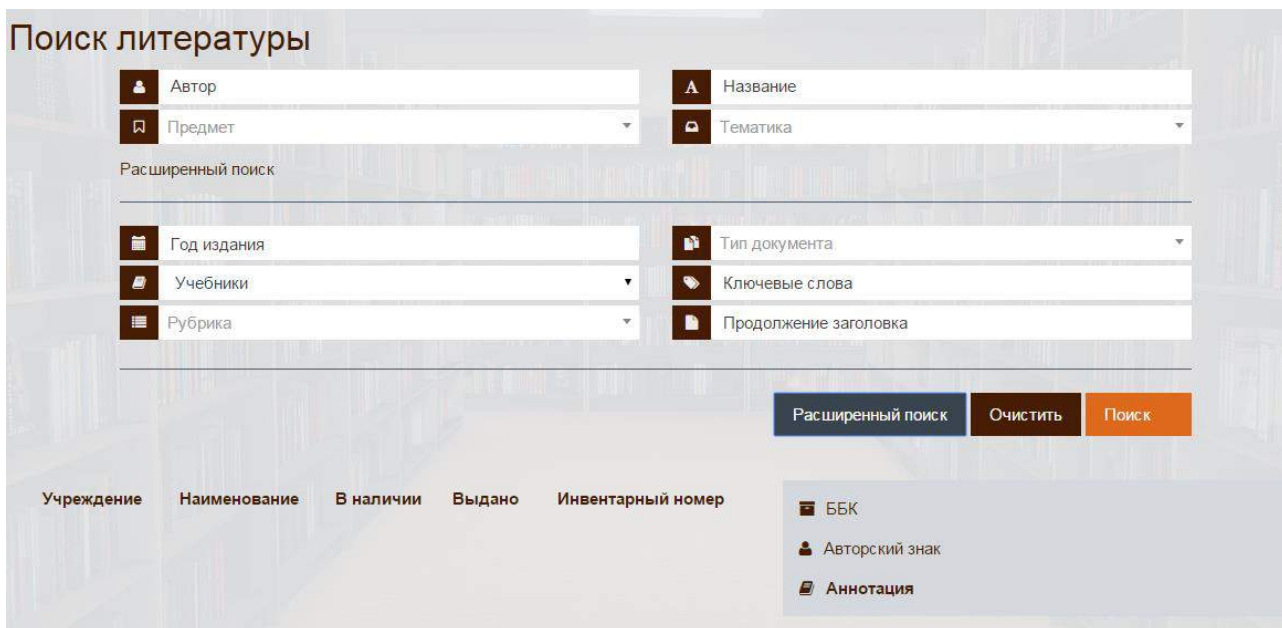 Поиск литературы
Автор
Название
Предмет
Тематика
Расширенный поиск
Год издания
Тип документа
Учебники
Ключевые слова
Рубрика
Продолжение заголовка
Расширенный поиск Очистить Поиск
Учреждение Наименование В наличии Выдано Инвентарный номер
ББК
Авторский знак
Аннотация